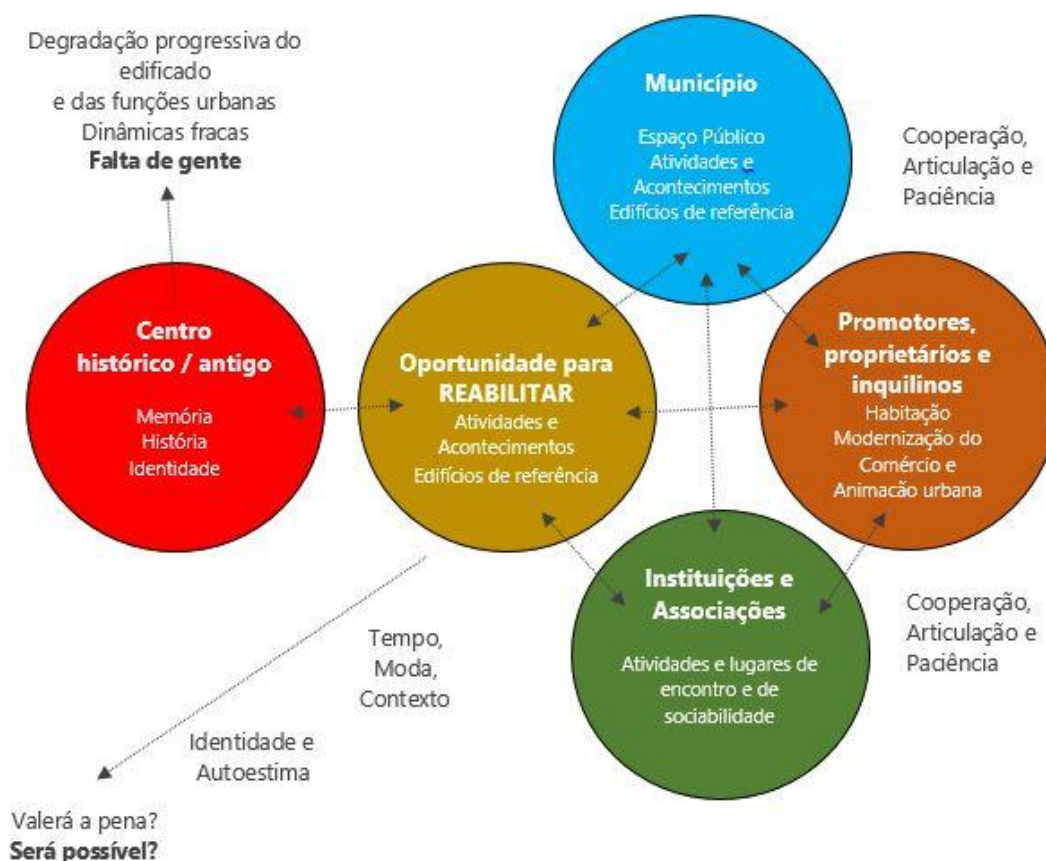 Degradação progressiva do
edificado
e das funções urbanas
Dinâmicas fracas
Falta de gente
Município
Espaço Público
Atividades e
Acontecimentos
Edifícios de referência
Cooperação,
Articulação e
Paciência
Centro
histórico / antigo
Memória
História
Identidade
Oportunidade para
REABILITAR
Atividades e
Acontecimentos
Edifícios de referência
Promotores,
proprietários e
inquilinos
Habitação
Modernização do
Comércio e
Animacão urbana
Instituições e
Associações
Atividades e lugares de
encontro e de
sociabilidade
Cooperação,
Articulação e
Paciência
Tempo,
Moda,
Contexto
Identidade e
Autoestima
Valerá a pena?
Será possível?